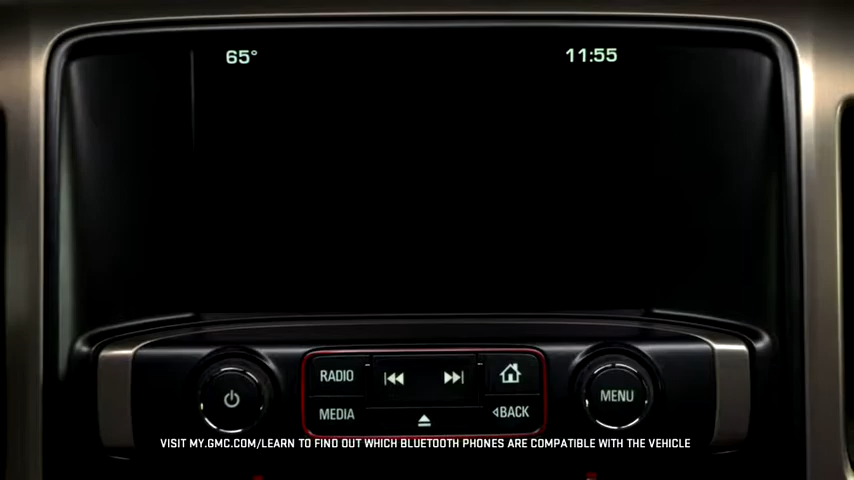 65° 11:55
RADIO
MEDIA
BACK
MENU
VISIT MY.GMC.COM/LEARN TO FIND OUT WHICH BLUETOOTH PHONES ARE COMPATIBLE WITH THE VEHICLE